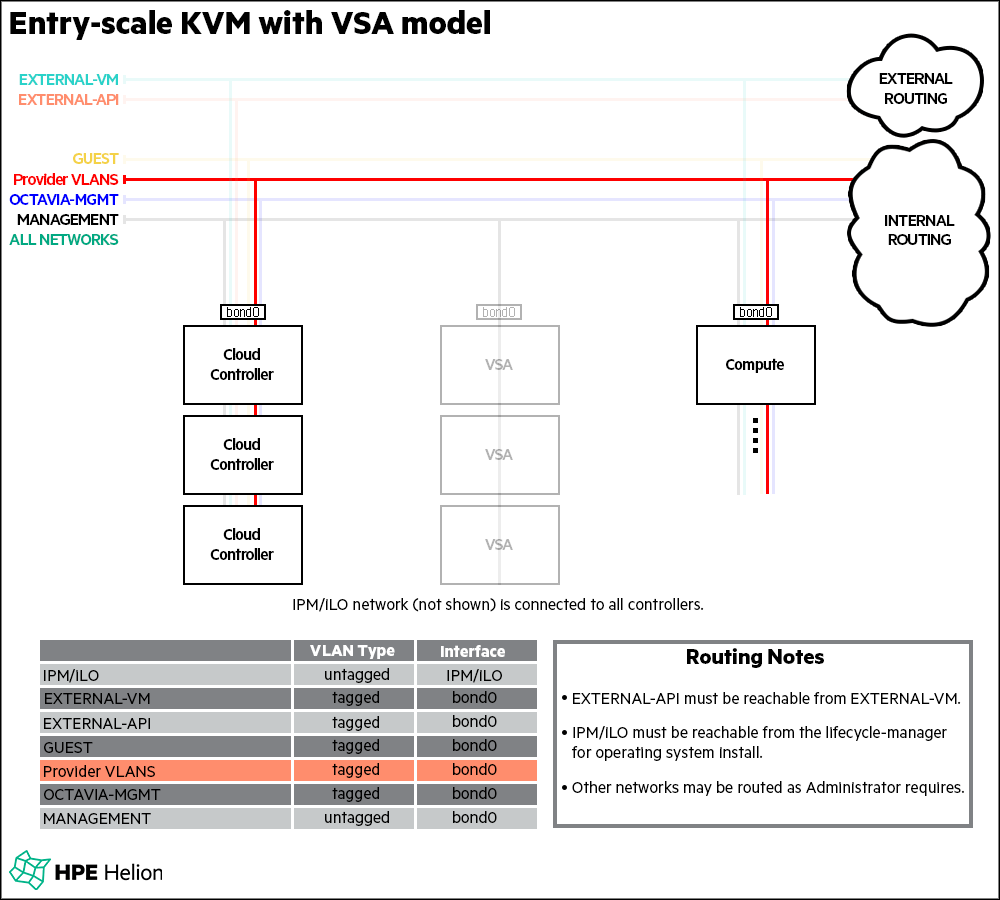 Entry-scale KVM with VSA model
EXTERNAL-VM
EXTERNAL-API
GUEST
Provider VLANS
OCTAVIA-MGMT
MANAGEMENT
ALL NETWORKS
EXTERNAL
ROUTING
INTERNAL
ROUTING
bond0
bond0
bond0
Cloud
Controller
VSA
Compute
Cloud
Controller
VSA
Cloud
Controller
VSA
IPM/iLO network (not shown) is connected to all controllers.
VLAN Type Interface
IPM/ILO untagged IPM/ILO
EXTERNAL-VM tagged bond0
EXTERNAL-API tagged bond0
GUEST tagged bond0
Provider VLANS tagged bond0
OCTAVIA-MGMT tagged bond0
MANAGEMENT untagged bond0
Routing Notes
• EXTERNAL-API must be reachable from EXTERNAL-VM.
• IPM/ILO must be reachable from the lifecycle-manager
for operating system install.
• Other networks may be routed as Administrator requires.
HPE Helion